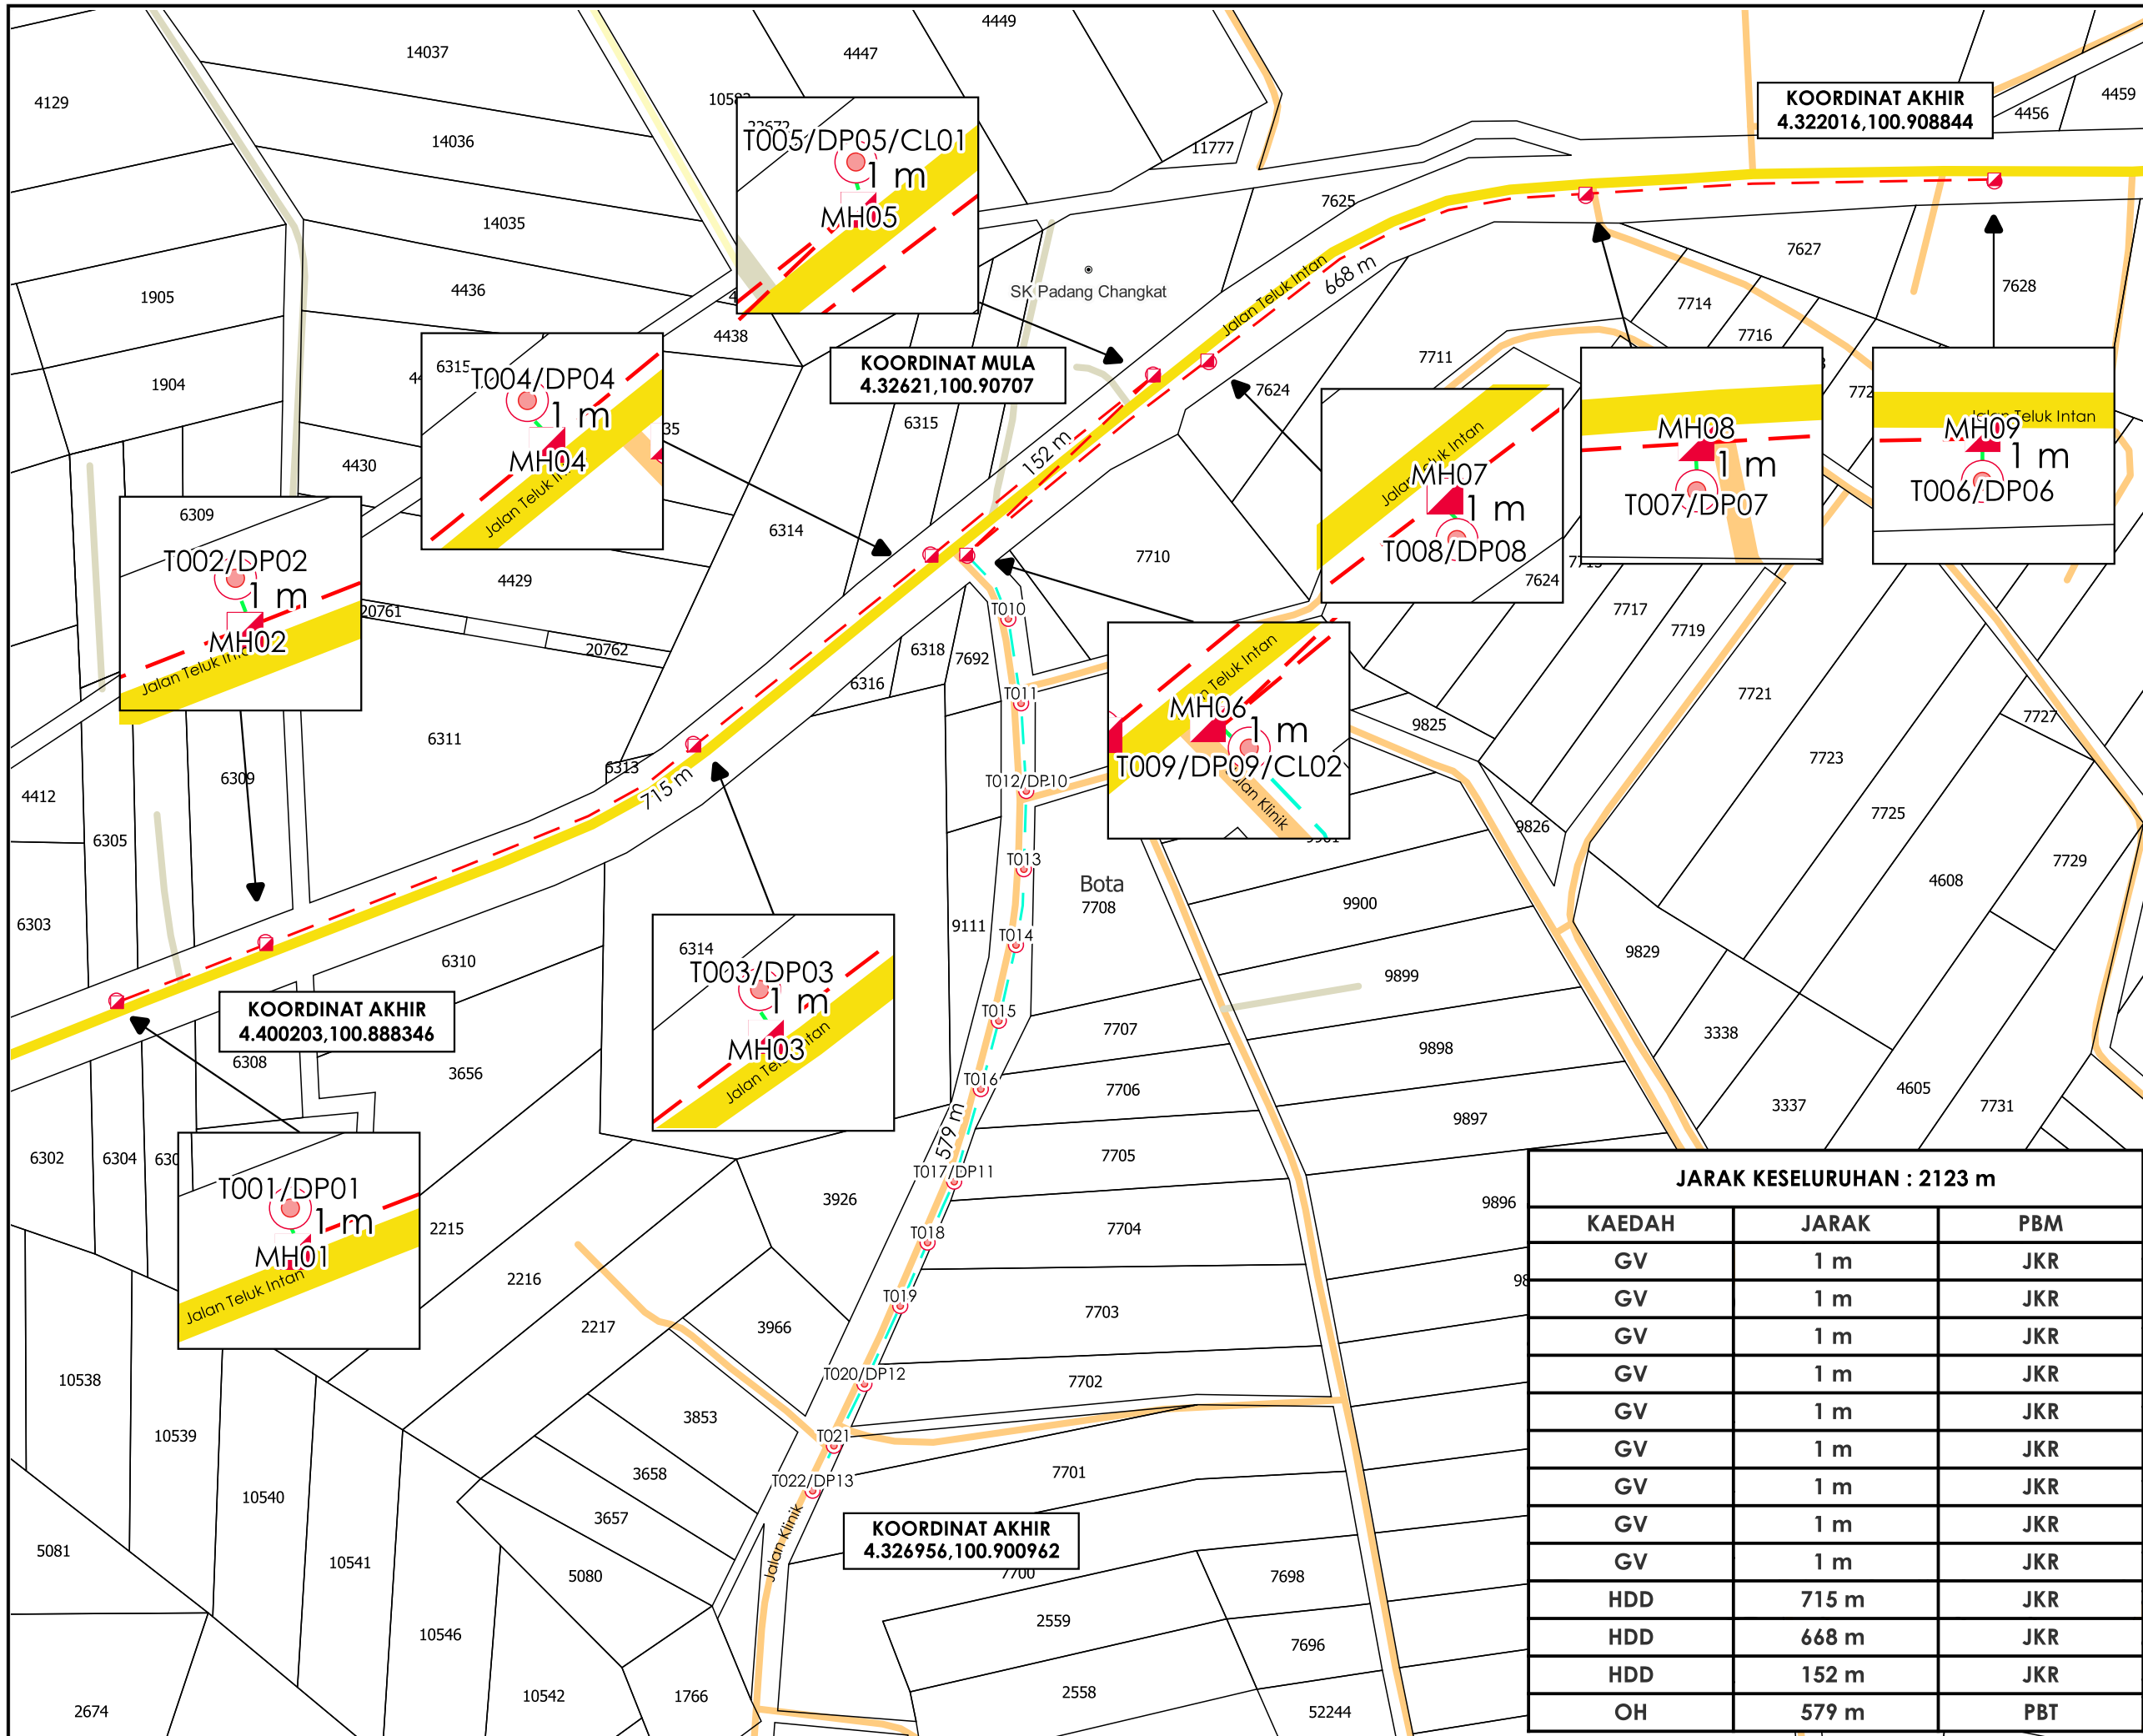 4449
14037
4447
4129
10582
KOORDINAT AKHIR
4.322016,100.908844
4459
4456
14036
22672
T005/DP05/CL01
1 m
MH05
11777
7625
14035
7627
1905
4436
SK Padang Changkat
Jalan Teluk Intan
668 m
7628
7714
4438
7716
1904
6315
T004/DP04
1 m
MH04
Jalan Teluk
35
KOORDINAT MULA
4.32621,100.90707
7711
7624
6315
Jalan Teluk Intan
MH07
1 m
T008/DP08
7624
MH08
1 m
T007/DP07
Jalan Teluk Intan
MH09
1 m
T006/DP06
4430
152 m
6309
T002/DP02
1 m
MH02
Jalan Teluk
6314
7710
4429
20761
20762
T010
7717
7719
6318
7692
6316
T011
7721
Jalan Teluk Intan
MH06
1 m
T009/DP09/CL02
Jalan Klinik
9825
7727
6311
6313
715 m
6309
T012/DP10
7723
4412
7725
6305
9826
7729
T013
Bota
7708
4608
9900
6303
9111
T014
6314
T003/DP03
1 m
MH03
Jalan Teluk Intan
9829
6310
9899
KOORDINAT AKHIR
4.400203,100.888346
T015
7707
3338
9898
6308
3656
T016
7706
4605
3337
7731
579 m
9897
6302
6304
7705
T017/DP11
T001/DP01
1 m
MH01
Jalan Teluk Intan
3926
9896
2215
7704
T018
2216
T019
7703
2217
3966
10538
T020/DP12
7702
3853
10539
T021
3658
7701
T022/DP13
10540
3657
Jalan Klinik
KOORDINAT AKHIR
4.326956,100.900962
5081
10541
5080
7700
7698
2559
10546
7696
10542
1766
2558
2674
52244
JARAK KESELURUHAN : 2123 m
KAEDAH JARAK PBM
GV 1 m JKR
GV 1 m JKR
GV 1 m JKR
GV 1 m JKR
GV 1 m JKR
GV 1 m JKR
GV 1 m JKR
GV 1 m JKR
GV 1 m JKR
HDD 715 m JKR
HDD 668 m JKR
HDD 152 m JKR
OH 579 m PBT